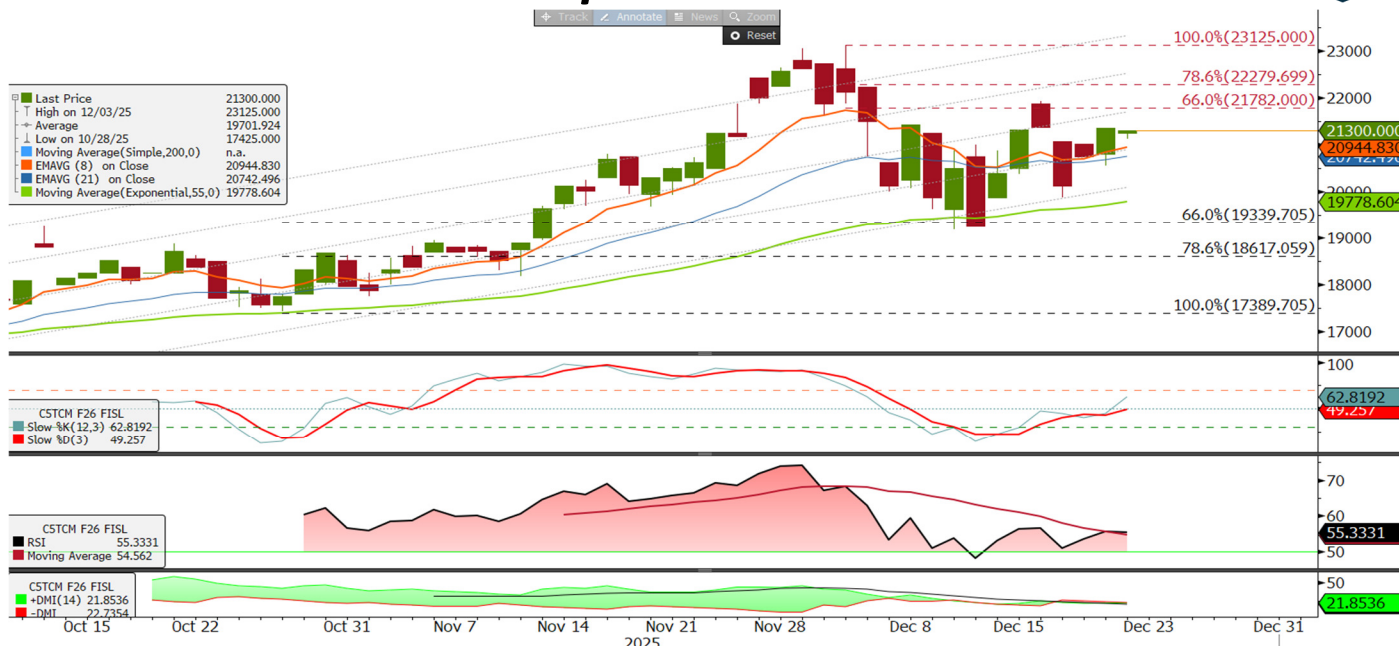 Track
Annotate
News
Zoom
Reset
100.0%(23125.000)
78.6%(22279.699)
66.0%(21782.000)
66.0%(19339.705)
78.6%(18617.059)
100.0%(17389.705)
23000
22000
21300.000
20944.830
20000
19778.604
19000
18000
17000
Last Price 21300.000
High on 12/03/25 23125.000
Average 19701.924
Low on 10/28/25 17425.000
Moving Average(Simple,200,0) n.a.
EMAVG (8) on Close 20944.830
EMAVG (21) on Close 20742.496
Moving Average(Exponential,55,0) 19778.604
100
62.8192
49.257
C5TCM F26 FISL
Slow %K(12,3) 62.8192
Slow %D(3) 49.257
70
60
55.3331
50
C5TCM F26 FISL
RSI 55.3331
Moving Average 54.562
50
21.8536
C5TCM F26 FISL
+DMI(14) 21.8536
-DMI 22.7354
Oct 15
Oct 22
Oct 31
Nov 7
Nov 14
Nov 21
Nov 28
Dec 8
Dec 15
Dec 23
Dec 31
2025